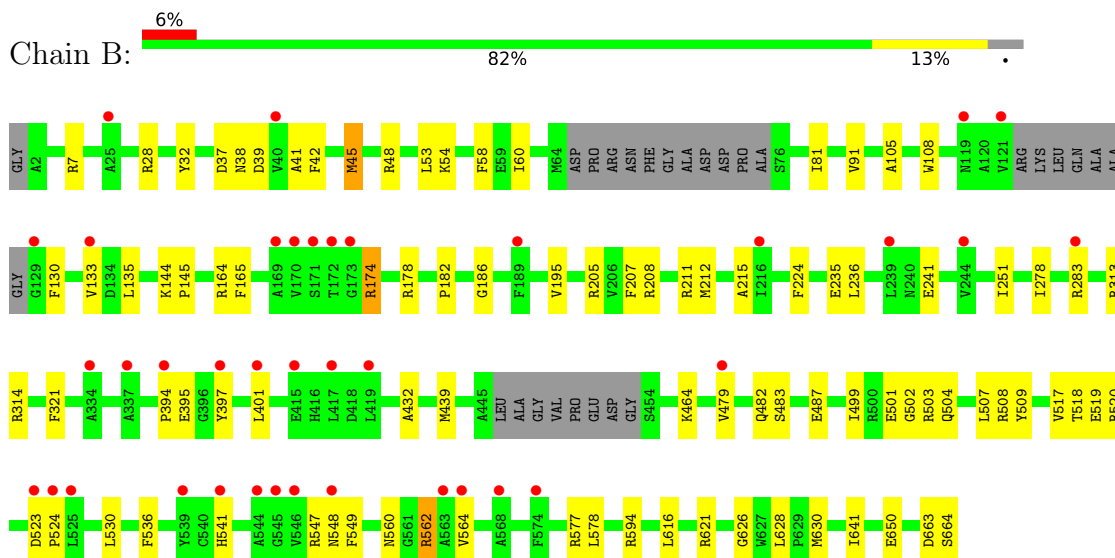 6%
Chain B:
82% 13% •
GLY A2 R7 A25 R28 Y32 D37 N38 D39 V40 A41 F42 M45 R48 L53 K54 F58 E59 I60 M64 ASP PRO ARG ASN PHE GLY ALA ASP ASP PRO ALA S76 I81 V91 A105 W108 N119 A120 V121 ARG LYS LEU GLN ALA ALA
GLY G129 F130 V133 D134 L135 K144 P145 R164 F165 A169 V170 S171 T172 G173 R174 R178 P182 G186 F189 V195 R205 V206 F207 R208 R211 M212 A215 I216 F224 E235 L236 L239 N240 E241 V244 I251 I278 R283
R314 F321 A334 A337 P394 E395 G396 Y397 L401 E415 H416 L417 D418 L419 A432 M439 A445 LEU ALA GLY VAL PRO GLU ASP GLY S454 K464 V479 Q482 S483 E487 I499 R500 E501 G502 R503 Q504 L507 R508 Y509 V517 T518 E519
D523 P524 L525 L530 F536 Y539 C540 H541 A544 G545 V546 R547 N548 F549 N560 G561 R562 A563 V564 A568 F574 R577 L578 R594 L616 R621 G626 W627 L628 P629 M630 I641 E650 D663 S664